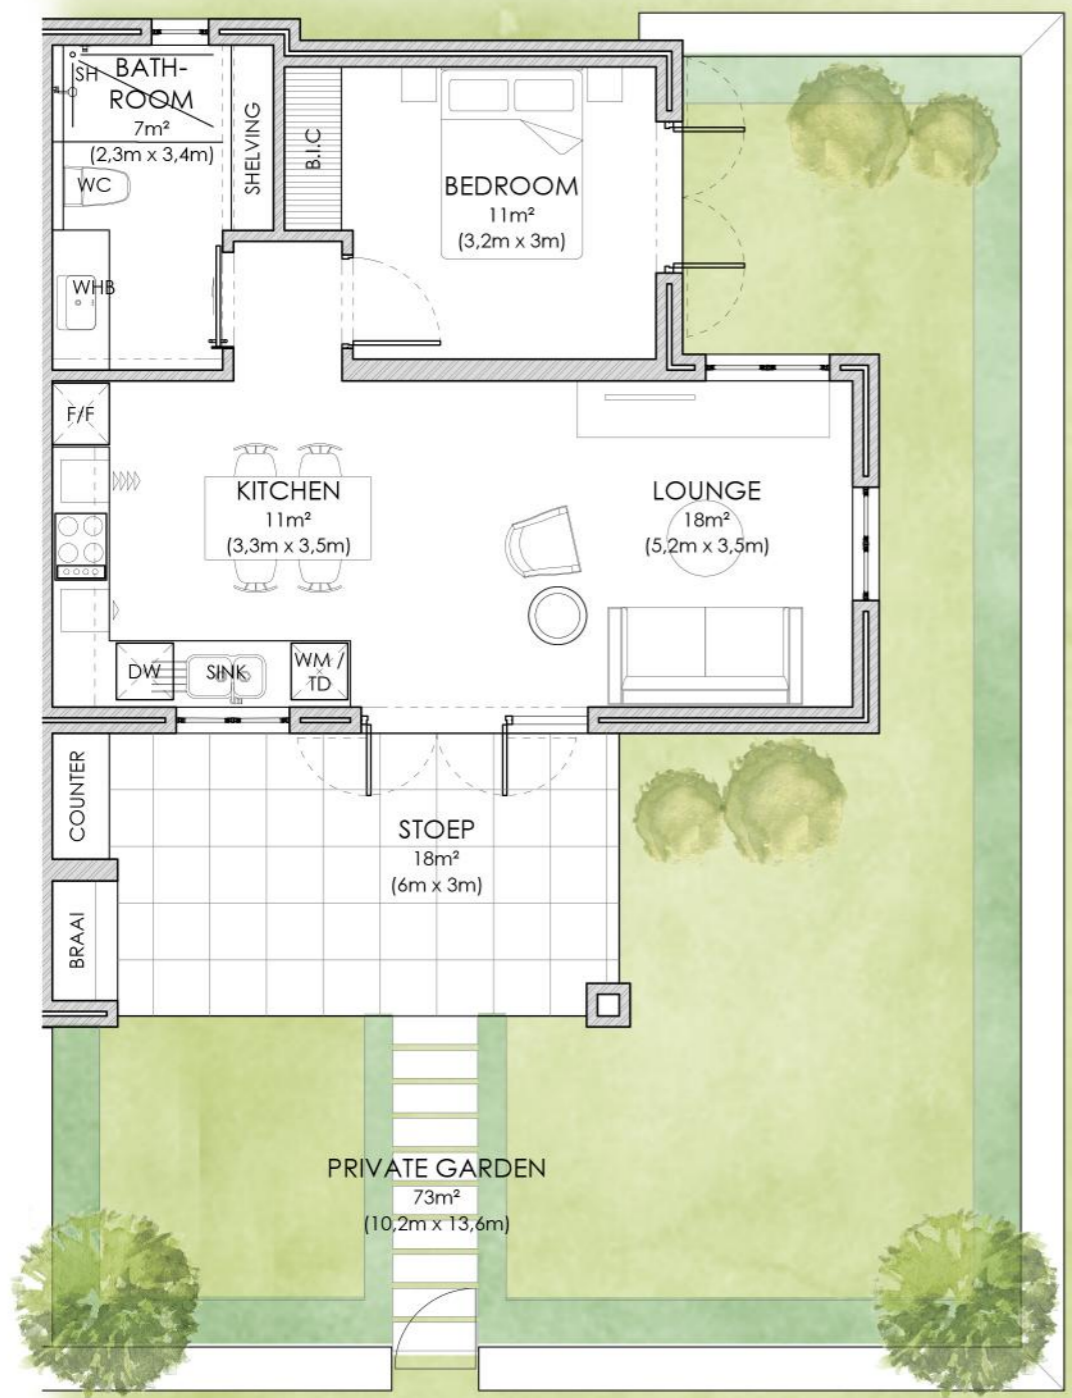 SH
BATH-
ROOM
7m²
(2,3m x 3,4m)
WC
WHB
SHELVING
B.I.C
BEDROOM
11m²
(3,2m x 3m)
F/F
KITCHEN
11m²
(3,3m x 3,5m)
LOUNGE
18m²
(5,2m x 3,5m)
DW
SINK
WM /
TD
COUNTER
STOEP
18m²
(6m x 3m)
BRAAI
PRIVATE GARDEN
73m²
(10,2m x 13,6m)